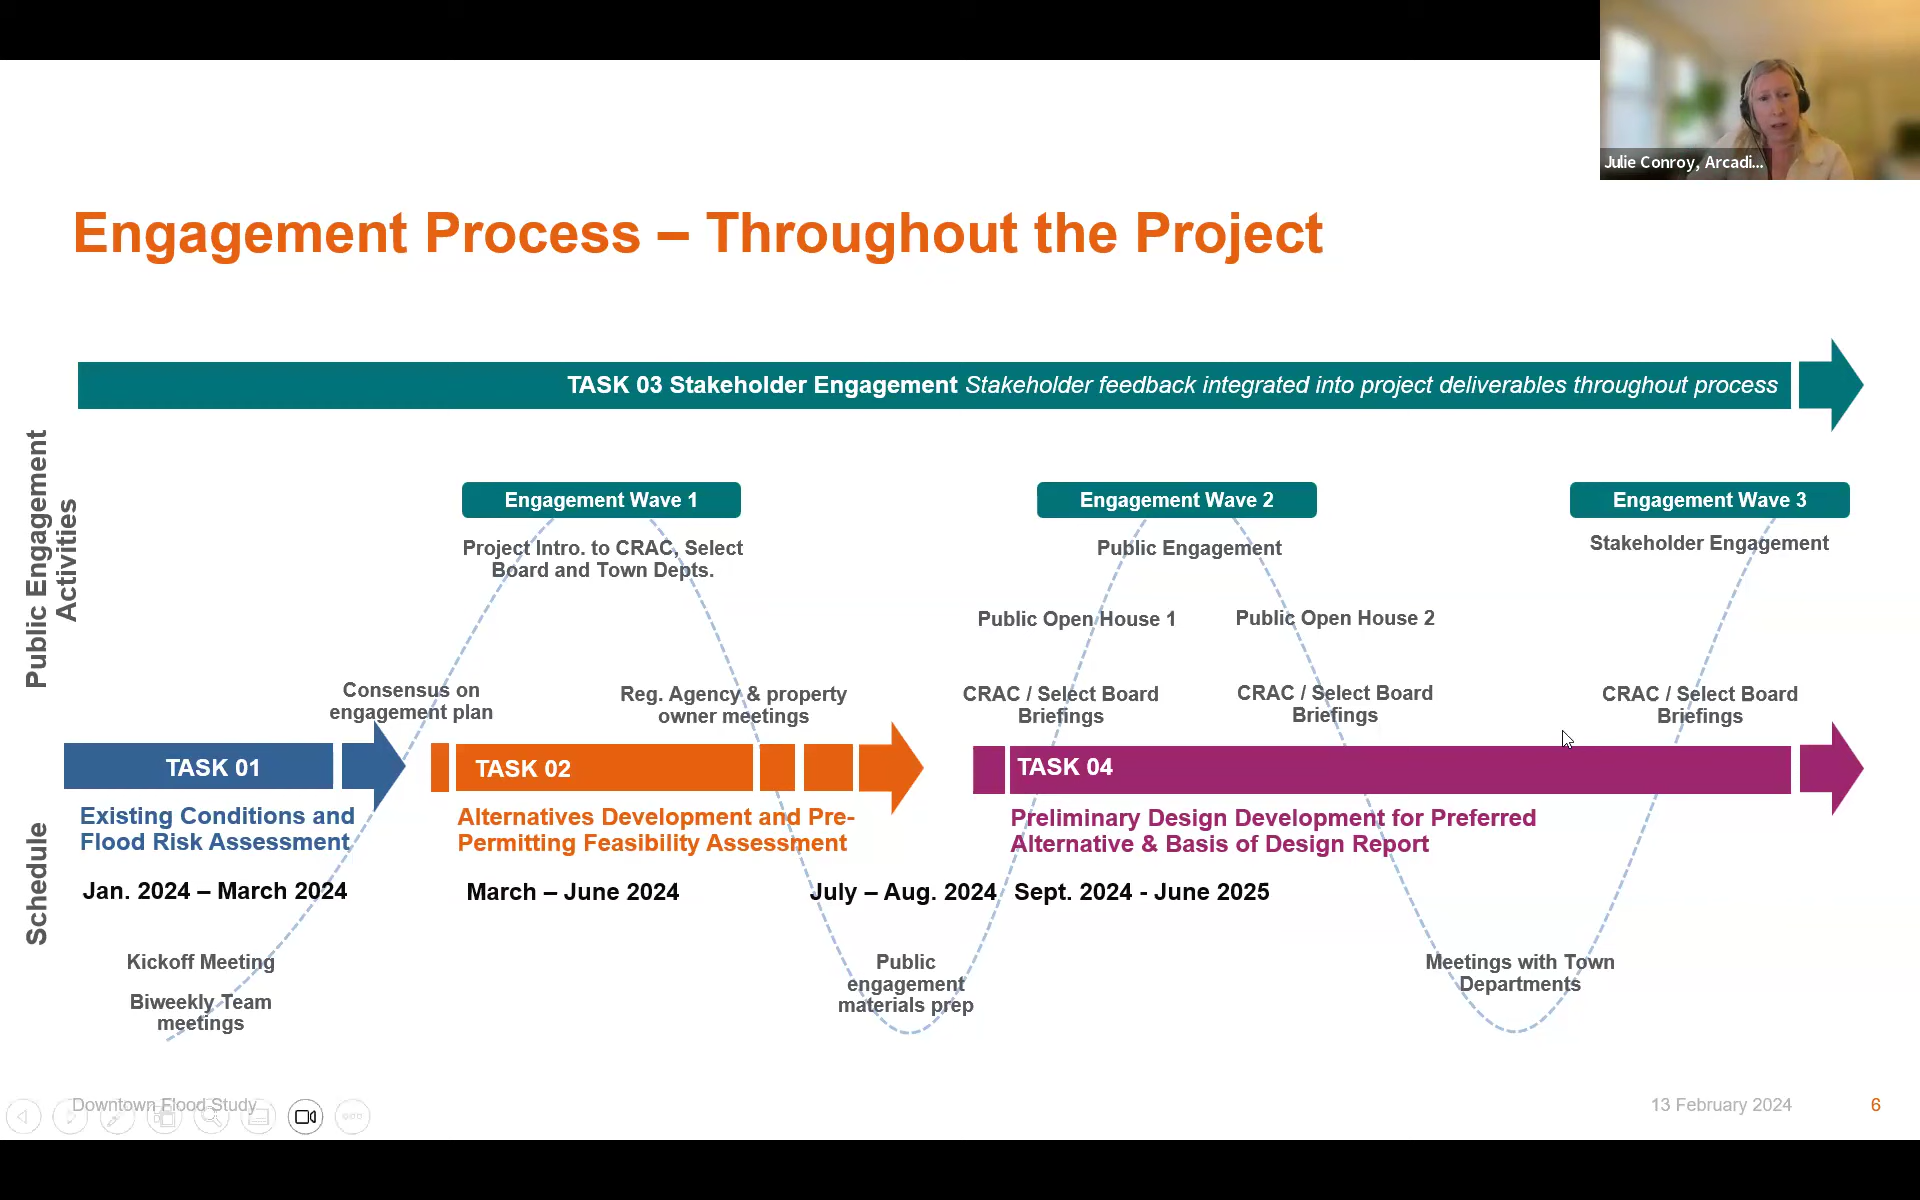 Julie Conroy, Arcadi...
Engagement Process – Throughout the Project
TASK 03 Stakeholder Engagement Stakeholder feedback integrated into project deliverables throughout process
Public Engagement
Activities
Engagement Wave 1
Engagement Wave 2
Engagement Wave 3
Project Intro. to CRAC, Select
Board and Town Depts.
Public Engagement
Stakeholder Engagement
Public Open House 1
Public Open House 2
Consensus on
engagement plan
Reg. Agency & property
owner meetings
CRAC / Select Board
Briefings
CRAC / Select Board
Briefings
CRAC / Select Board
Briefings
TASK 01
TASK 02
TASK 04
Schedule
Existing Conditions and
Flood Risk Assessment
Alternatives Development and Pre-
Permitting Feasibility Assessment
Preliminary Design Development for Preferred
Alternative & Basis of Design Report
Jan. 2024 – March 2024
March – June 2024
July – Aug. 2024
Sept. 2024 - June 2025
Kickoff Meeting
Biweekly Team
meetings
Public
engagement
materials prep
Meetings with Town
Departments
Downtown Flood Study
13 February 2024
6